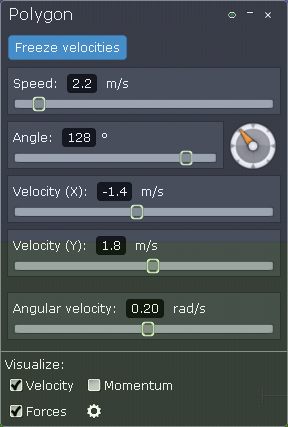 Polygon
Freeze velocities
Speed: 2.2 m/s
Angle: 128 °
Velocity (X): -1.4 m/s
Velocity (Y): 1.8 m/s
Angular velocity: 0.20 rad/s
Visualize:
Velocity Momentum
Forces